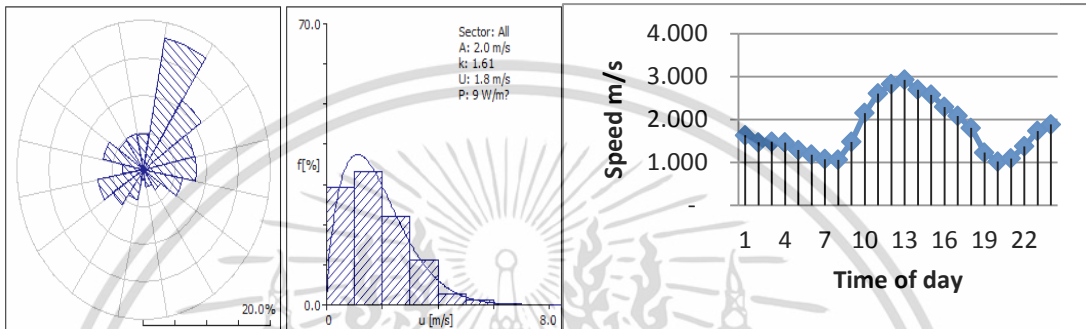 20.0%
70.0
Sector: All
A: 2.0 m/s
k: 1.61
U: 1.8 m/s
P: 9 W/m?
f[%]
0.0
0 u [m/s] 8.0
Speed m/s
4.000
3.000
2.000
1.000
-
1 4 7 10 13 16 19 22
Time of day